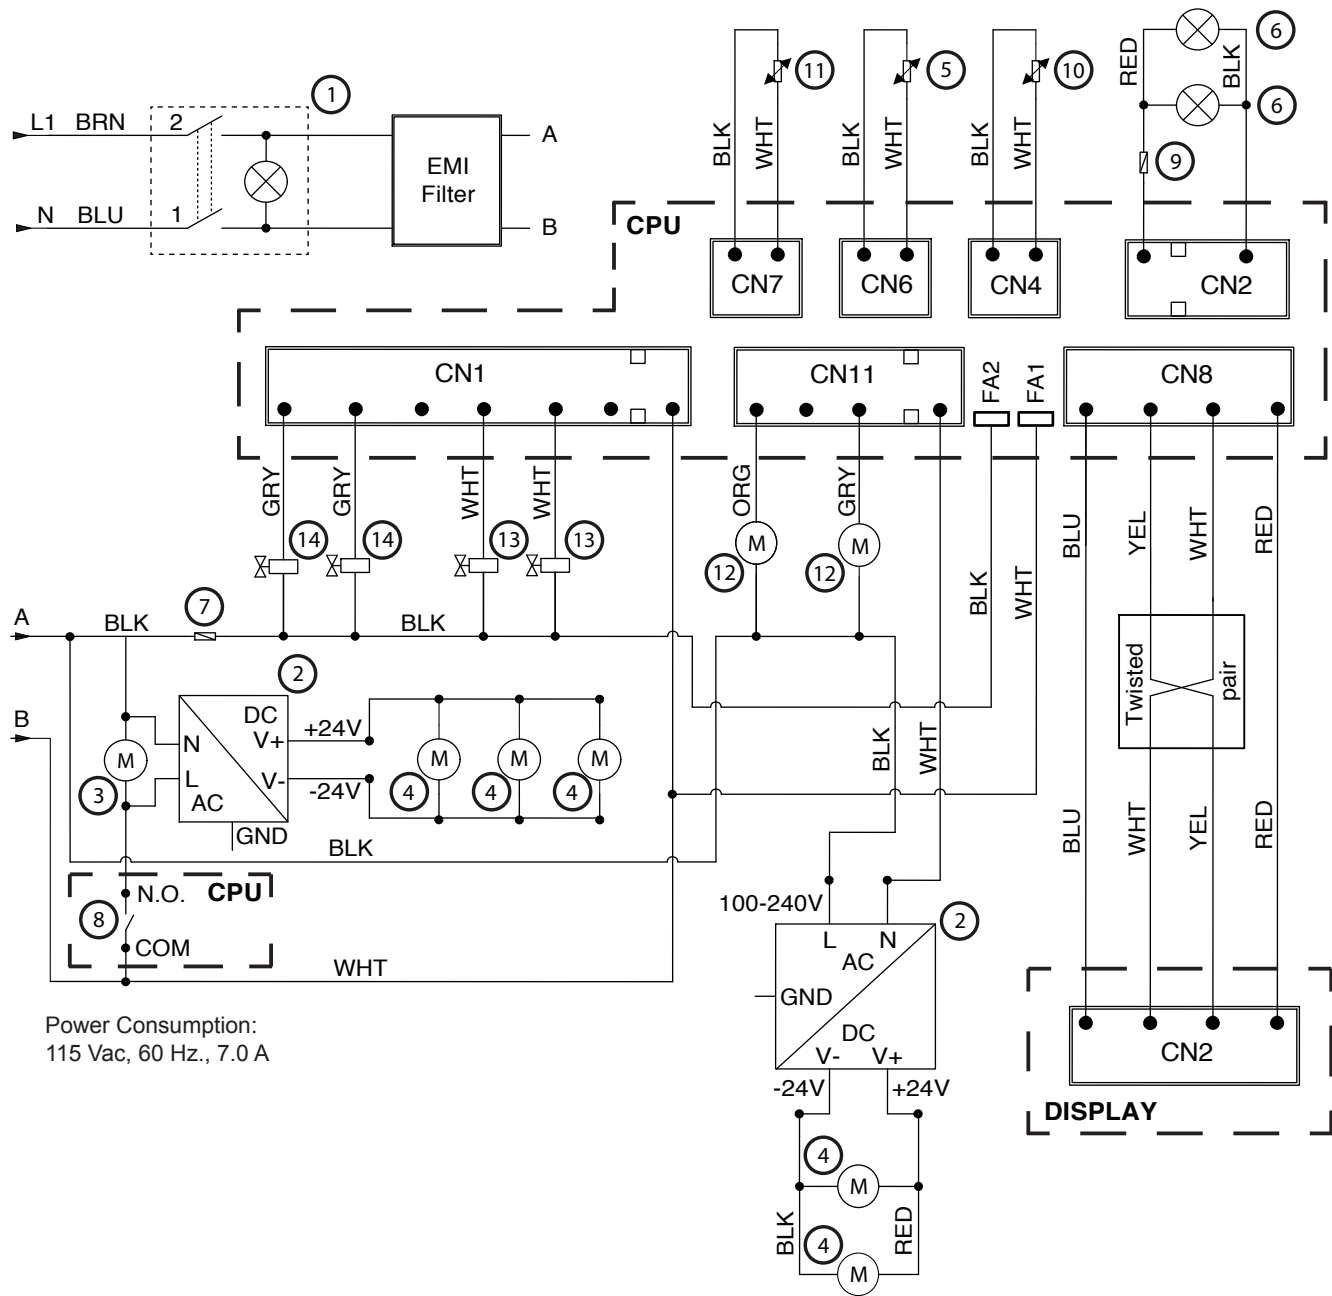 RED
BLK
6
6
9
11
5
10
BLK
WHT
BLK
WHT
BLK
WHT
1
L1 BRN
2
N BLU
1
EMI
Filter
A
B
CPU
CN7
CN6
CN4
CN2
CN1
CN11
FA2
FA1
CN8
GRY
GRY
WHT
WHT
ORG
GRY
14
14
13
13
M
M
12
12
BLK
WHT
BLU
YEL
WHT
RED
A
BLK
7
BLK
B
2
DC
V+
N
L
V-
AC
GND
+24V
-24V
M
3
M
M
M
4
4
4
BLK
BLK
WHT
Twisted
pair
BLU
WHT
YEL
RED
N.O.
CPU
8
COM
WHT
100-240V
2
L
N
AC
GND
DC
V-
V+
-24V
+24V
4
M
BLK
RED
4
M
CN2
DISPLAY
Power Consumption:
115 Vac, 60 Hz., 7.0 A